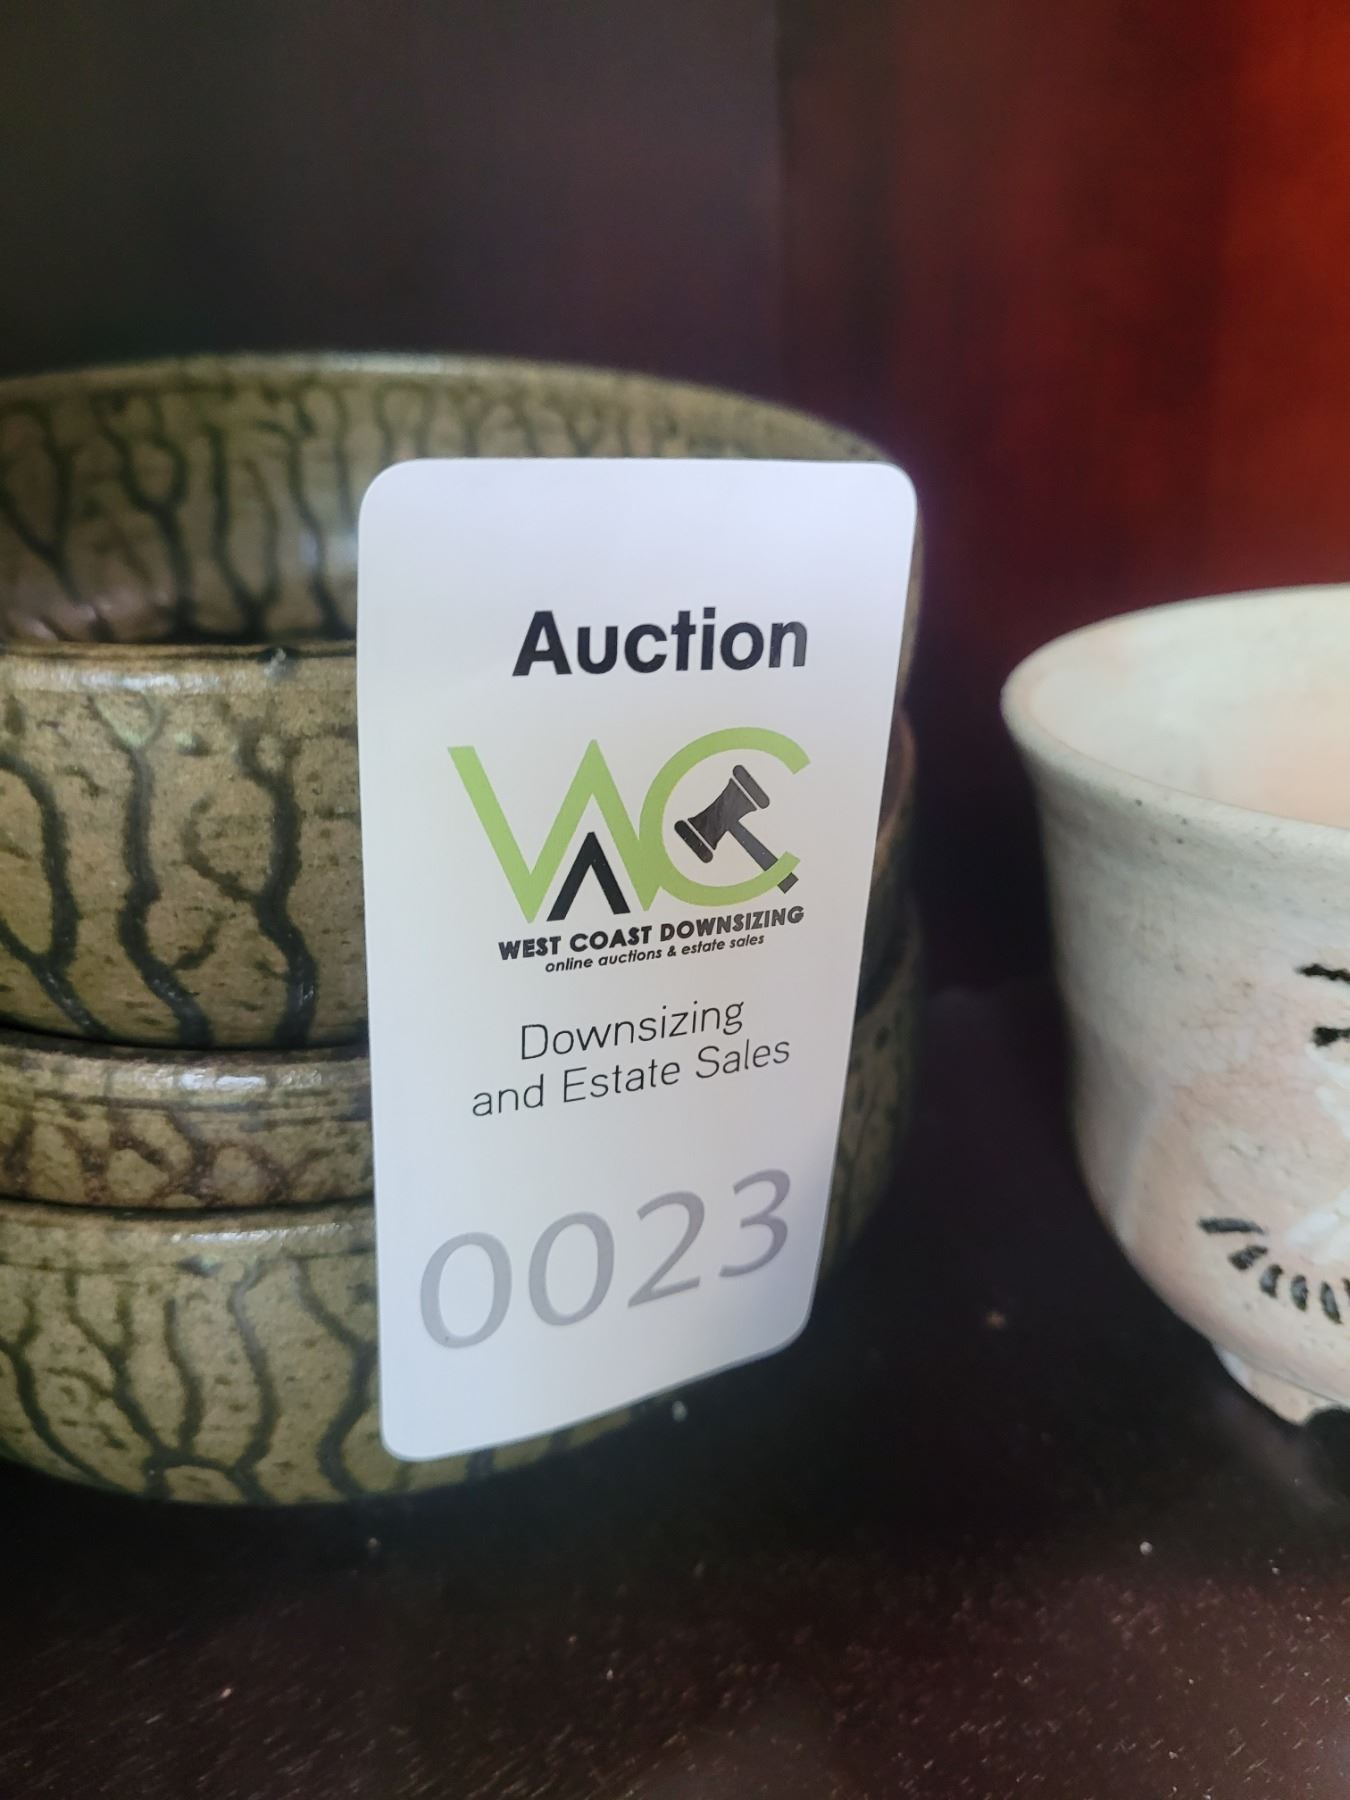 Auction
WC
WEST COAST DOWNSIZING
online auctions & estate sales
Downsizing
and Estate Sales
0023